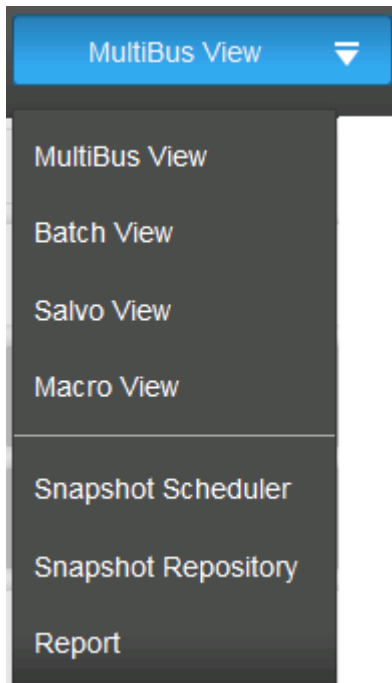 MultiBus View
MultiBus View
Batch View
Salvo View
Macro View
Snapshot Scheduler
Snapshot Repository
Report